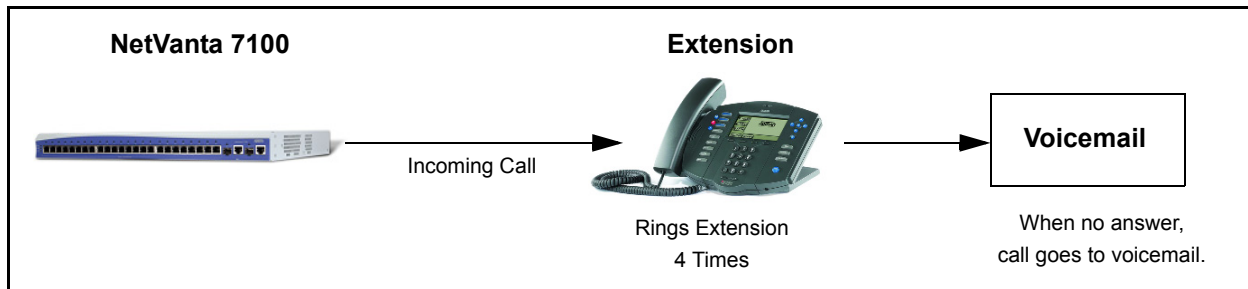 NetVanta 7100
Extension
Incoming Call
Voicemail
Rings Extension
4 Times
When no answer,
call goes to voicemail.